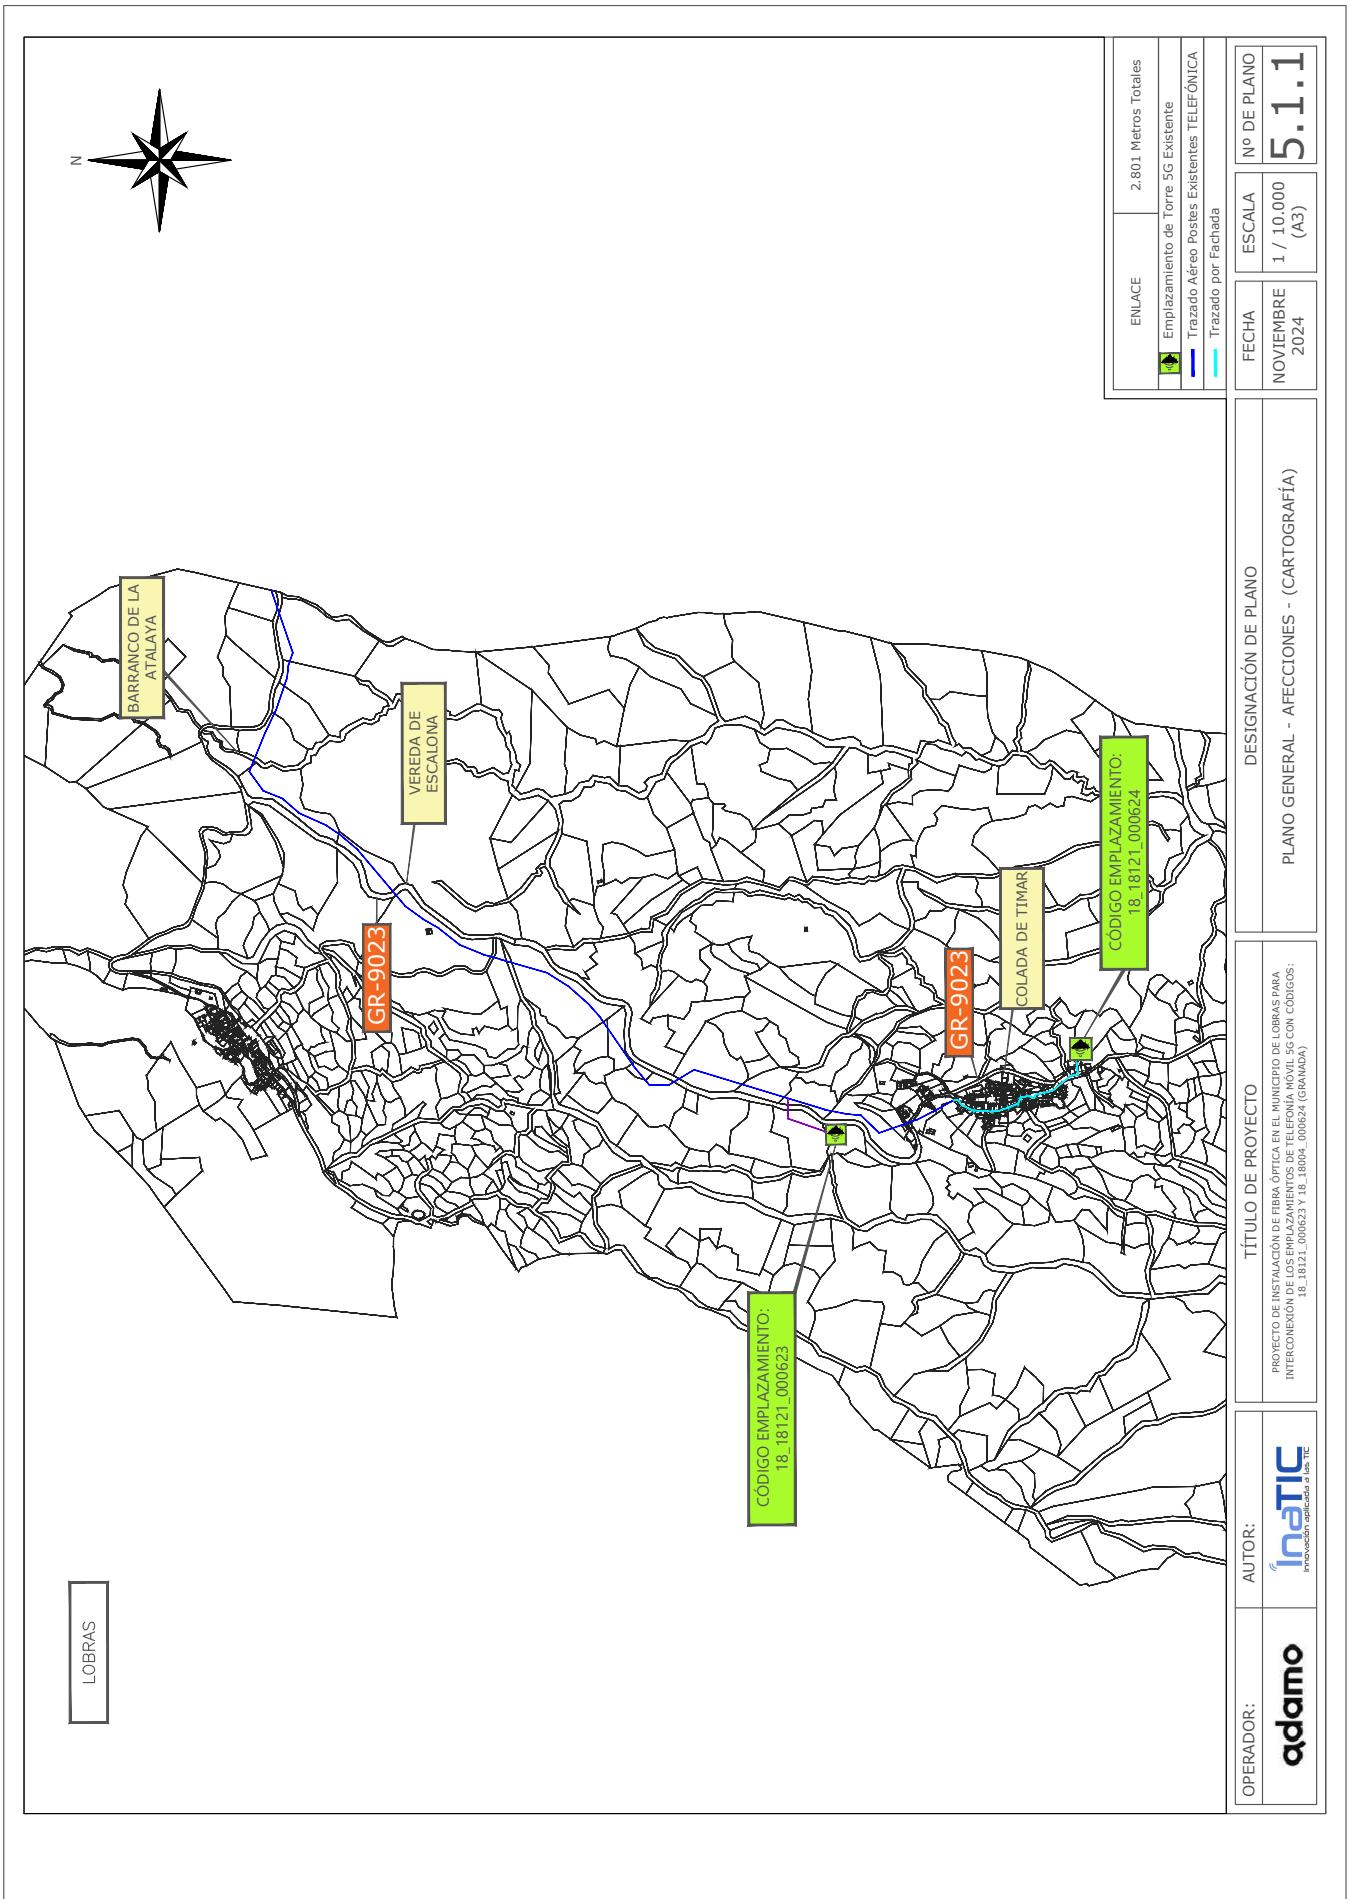 LOBRAS
N
BARRANCO DE LA
ATALAYA
VEREDA DE
ESCALONA
GR-9023
GR-9023
COLADA DE TIMAR
CÓDIGO EMPLAZAMIENTO:
18_18121_000624
CÓDIGO EMPLAZAMIENTO:
18_18121_000623
ENLACE
2.801 Metros Totales
Emplazamiento de Torre 5G Existente
Trazado Aéreo Postes Existentes TELEFÓNICA
Trazado por Fachada
OPERADOR:
adamo
AUTOR:
inaTIC
Innovación aplicada a las TIC
TÍTULO DE PROYECTO
PROYECTO DE INSTALACIÓN DE FIBRA ÓPTICA EN EL MUNICIPIO DE LOBRAS PARA
INTERCONEXIÓN DE LOS EMPLAZAMIENTOS DE TELEFONÍA MOVIL 5G CON CÓDIGOS:
18_18121_000623 Y 18_18004_000624 (GRANADA)
DESIGNACIÓN DE PLANO
PLANO GENERAL - AFECCIONES - (CARTOGRAFÍA)
FECHA
NOVIEMBRE
2024
ESCALA
1 / 10.000
(A3)
Nº DE PLANO
5.1.1